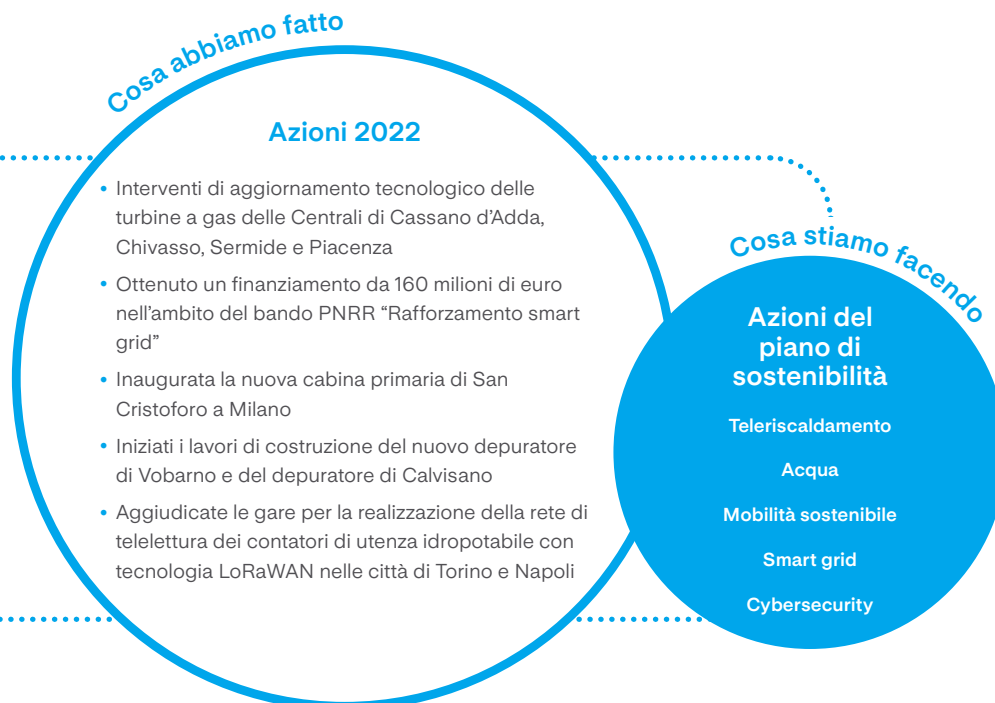 Cosa abbiamo fatto
Azioni 2022
• Interventi di aggiornamento tecnologico delle
turbine a gas delle Centrali di Cassano d’Adda,
Chivasso, Sermide e Piacenza
• Ottenuto un finanziamento da 160 milioni di euro
nell’ambito del bando PNRR “Rafforzamento smart
grid”
• Inaugurata la nuova cabina primaria di San
Cristoforo a Milano
• Iniziati i lavori di costruzione del nuovo depuratore
di Vobarno e del depuratore di Calvisano
• Aggiudicate le gare per la realizzazione della rete di
telelettura dei contatori di utenza idropotabile con
tecnologia LoRaWAN nelle città di Torino e Napoli
Cosa stiamo facendo
Azioni del
piano di
sostenibilità
Teleriscaldamento
Acqua
Mobilità sostenibile
Smart grid
Cybersecurity